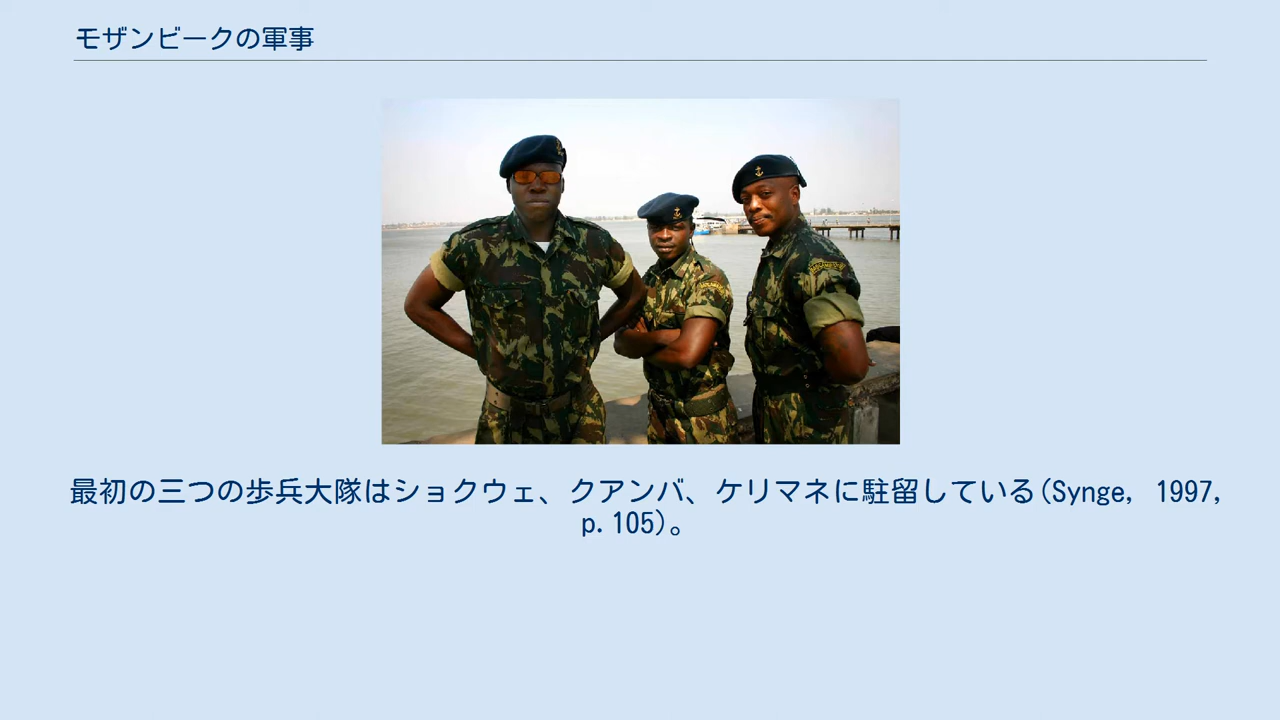 モザンビークの軍事
最初の三つの歩兵大隊はショクウェ、クアンバ、ケリマネに駐留している(Synge, 1997,
p.105)。